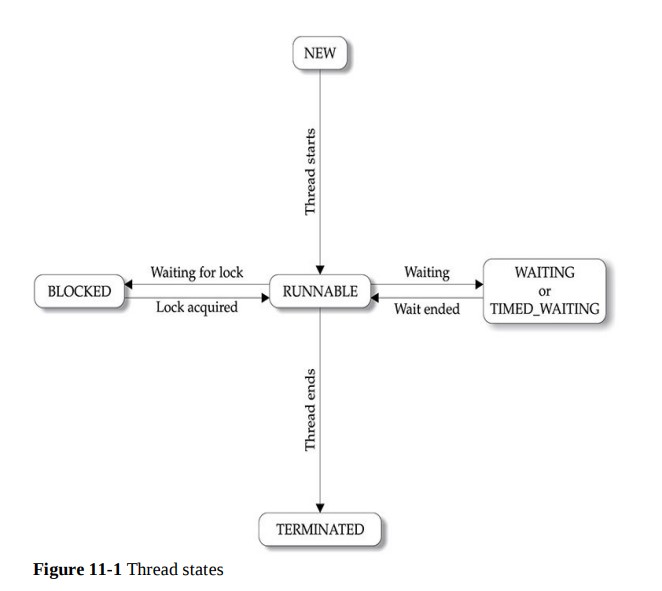 NEW
Thread starts
Waiting for lock
Waiting
BLOCKED
RUNNABLE
WAITING
or
TIMED_WAITING
Lock acquired
Wait ended
Thread ends
TERMINATED
Figure 11-1 Thread states